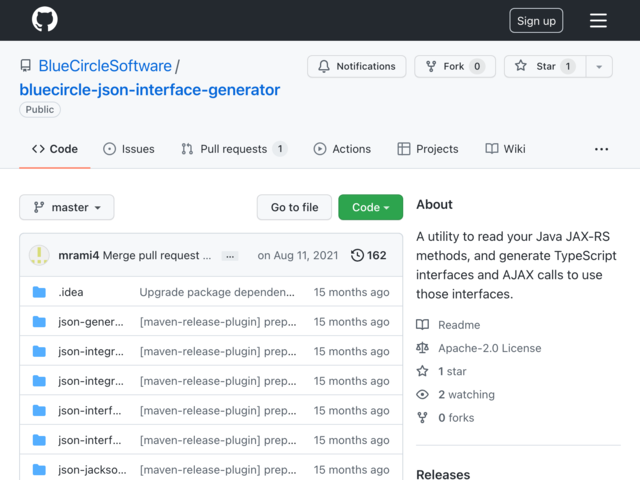 Sign up
BlueCircleSoftware /
bluecircle-json-interface-generator
Public
Notifications
Fork 0
Star 1
Code
Issues
Pull requests 1
Actions
Projects
Wiki
...
master
Go to file
Code
About
A utility to read your Java JAX-RS
methods, and generate TypeScript
interfaces and AJAX calls to use
those interfaces.
Readme
Apache-2.0 License
1 star
2 watching
0 forks
Releases
mrami4 Merge pull request ... ... on Aug 11, 2021 162
.idea Upgrade package dependen... 15 months ago
json-gener... [maven-release-plugin] prep... 15 months ago
json-integr... [maven-release-plugin] prep... 15 months ago
json-integr... [maven-release-plugin] prep... 15 months ago
json-interf... [maven-release-plugin] prep... 15 months ago
json-interf... [maven-release-plugin] prep... 15 months ago
json-jackso... [maven-release-plugin] prep... 15 months ago